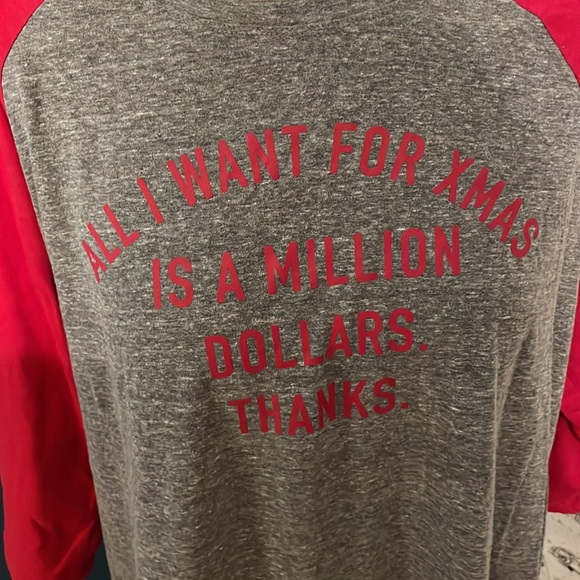 ALL I WANT FOR XMAS
IS A MILLION
DOLLARS.
THANKS.